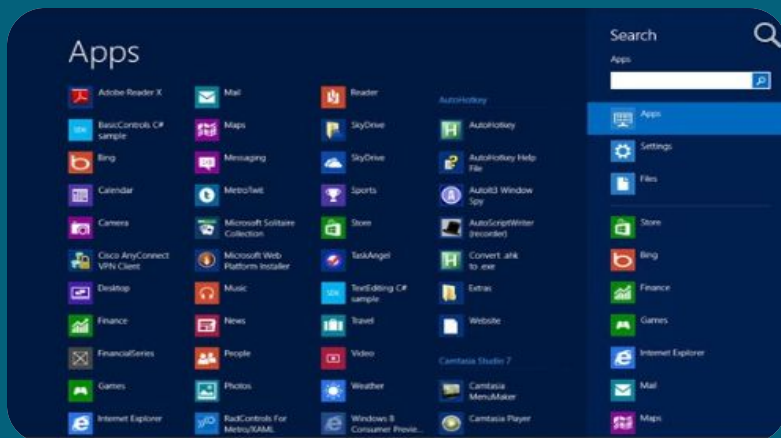 Apps
Adobe Reader X
BasicControls C#
sample
Bing
Calendar
Camera
Cisco AnyConnect
VPN Client
Desktop
Finance
FinancialSeries
Games
Internet Explorer
Mail
Maps
Messaging
MetroTwit
Microsoft Solitaire
Collection
Microsoft Web
Platform Installer
Music
News
People
Photos
RadControls For
Metro/XAML
Reader
SkyDrive
SkyDrive
Sports
Store
TaskAngel
TextEditing C#
sample
Travel
Video
Weather
Windows 8
Consumer Previe...
AutoHotkey
AutoHotkey
AutoHotkey Help
File
AutoIt3 Window
Spy
AutoScriptWriter
(recorder)
Convert .ahk
to .exe
Extras
Website
Camtasia Studio 7
Camtasia
MenuMaker
Camtasia Player
Search
Apps
Apps
Settings
Files
Store
Bing
Finance
Games
Internet Explorer
Mail
Maps